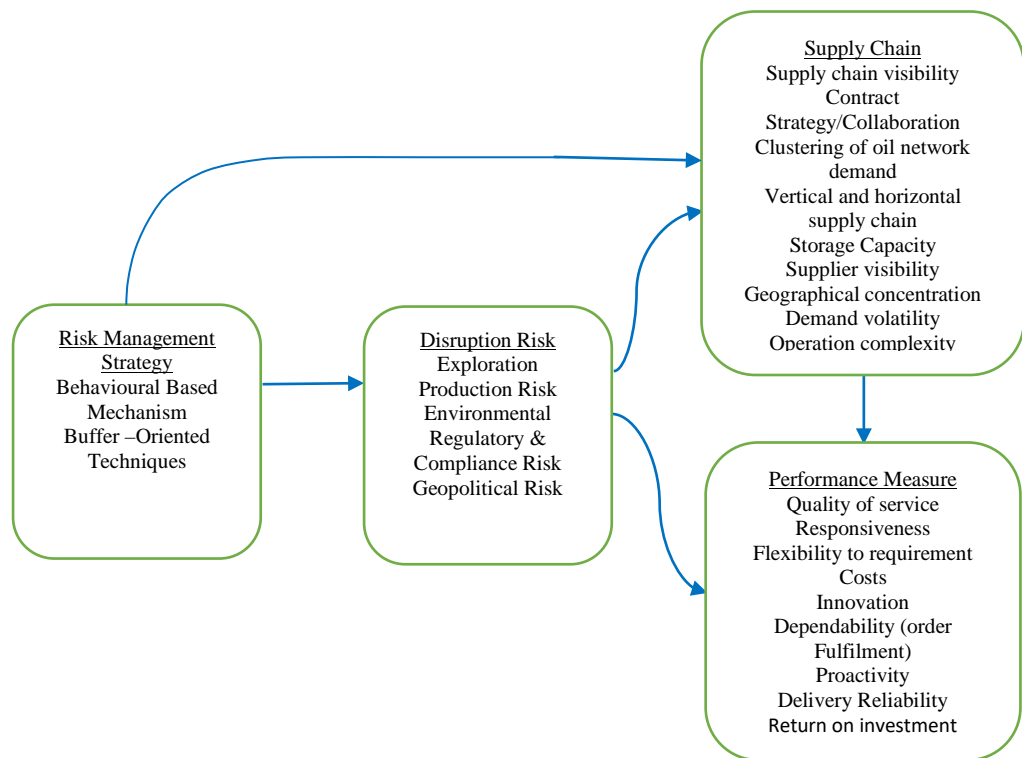 Supply Chain
Supply chain visibility
Contract
Strategy/Collaboration
Clustering of oil network
demand
Vertical and horizontal
supply chain
Storage Capacity
Supplier visibility
Geographical concentration
Demand volatility
Operation complexity
Risk Management
Strategy
Behavioural Based
Mechanism
Buffer –Oriented
Techniques
Disruption Risk
Exploration
Production Risk
Environmental
Regulatory &
Compliance Risk
Geopolitical Risk
Performance Measure
Quality of service
Responsiveness
Flexibility to requirement
Costs
Innovation
Dependability (order
Fulfilment)
Proactivity
Delivery Reliability
Return on investment